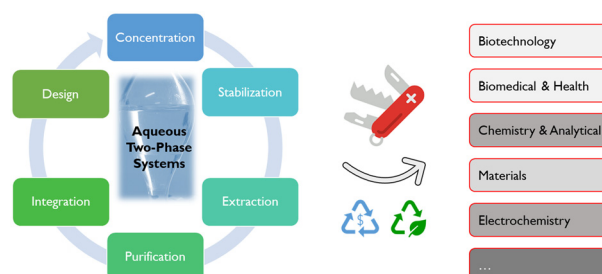 Concentration
Stabilization
Extraction
Purification
Integration
Design
Aqueous
Two-Phase
Systems
$
Biotechnology
Biomedical & Health
Chemistry & Analytical
Materials
Electrochemistry
...